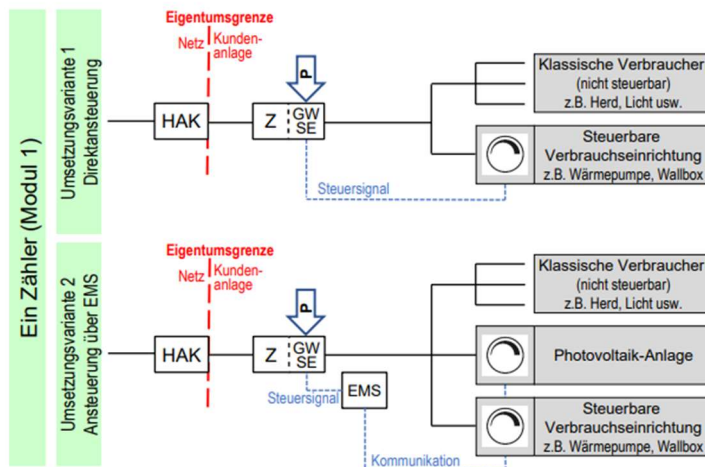 Ein Zähler (Modul 1)
Umsetzungsvariante 1
Direktansteuerung
Eigentumsgrenze
Netz
Kunden-
anlage
P
HAK
Z
GW
SE
Steuersignal
Klassische Verbraucher
(nicht steuerbar)
z.B. Herd, Licht usw.
Steuerbare
Verbrauchseinrichtung
z.B. Wärmepumpe, Wallbox
Umsetzungsvariante 2
Ansteuerung über EMS
Eigentumsgrenze
Netz
Kunden-
anlage
P
HAK
Z
GW
SE
Steuersignal
EMS
Kommunikation
Klassische Verbraucher
(nicht steuerbar)
z.B. Herd, Licht usw.
Photovoltaik-Anlage
Steuerbare
Verbrauchseinrichtung
z.B. Wärmepumpe, Wallbox